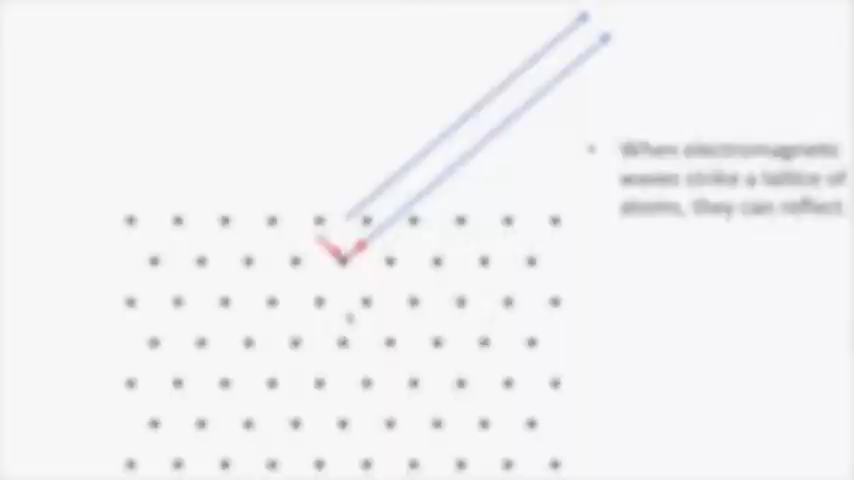 • When electromagnetic
waves strike a lattice of
atoms, they can reflect